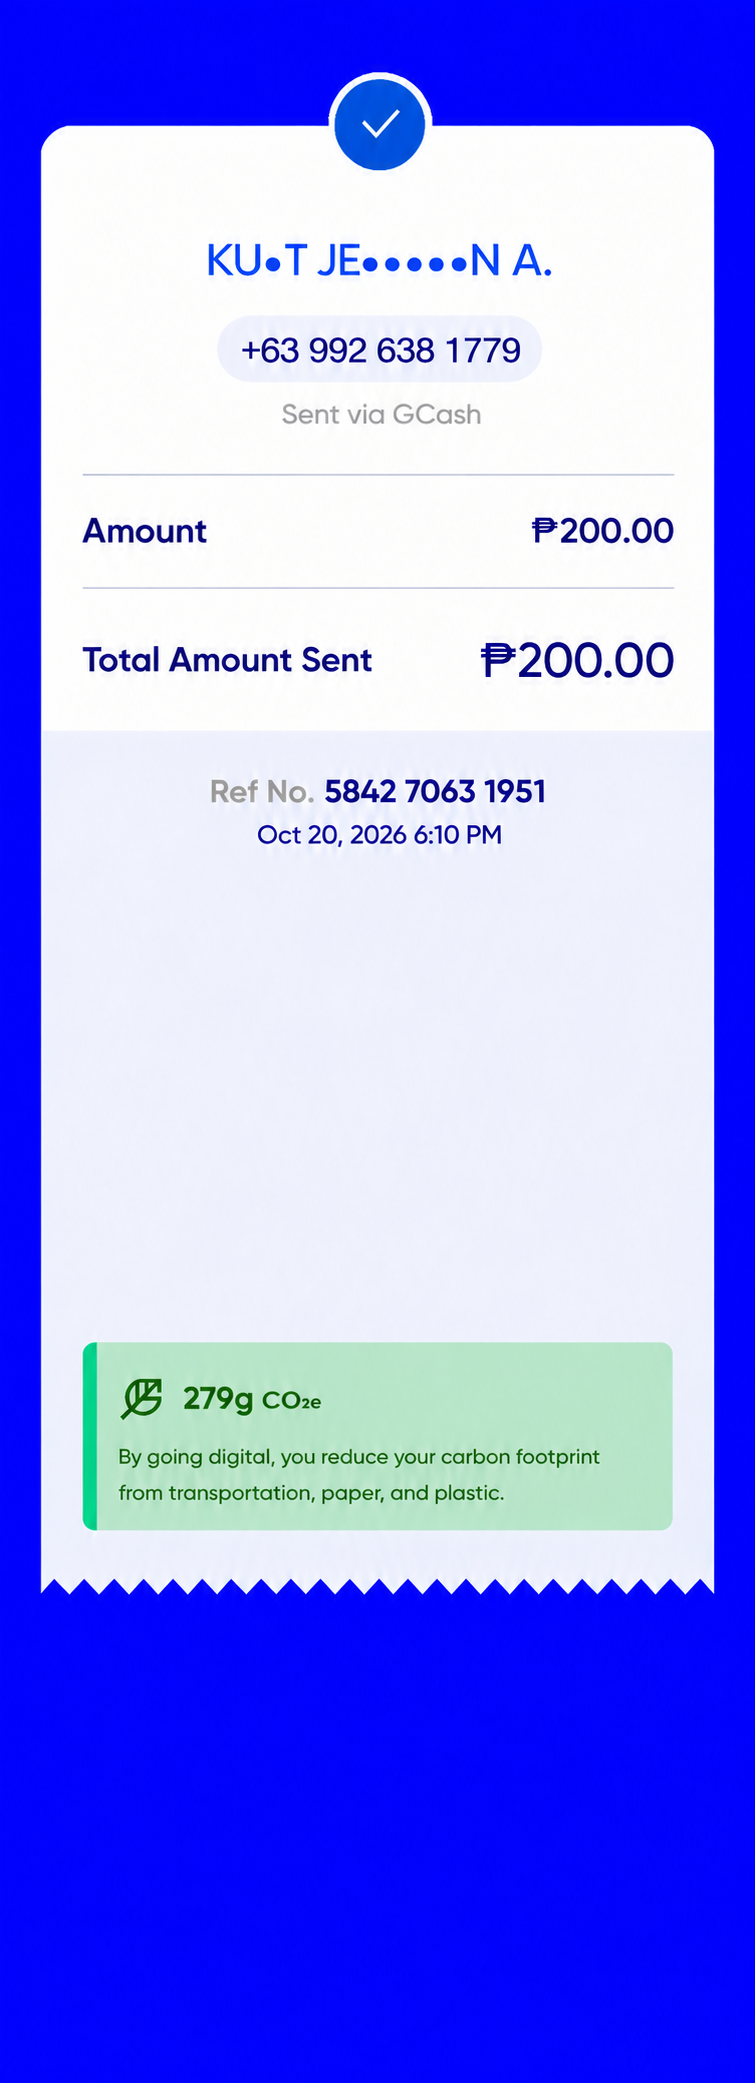 KU•T JE•••••N A.
+63 992 638 1779
Sent via GCash
Amount ₱200.00
Total Amount Sent ₱200.00
Ref No. 5842 7063 1951
Oct 20, 2026 6:10 PM
279g CO₂e
By going digital, you reduce your carbon footprint
from transportation, paper, and plastic.